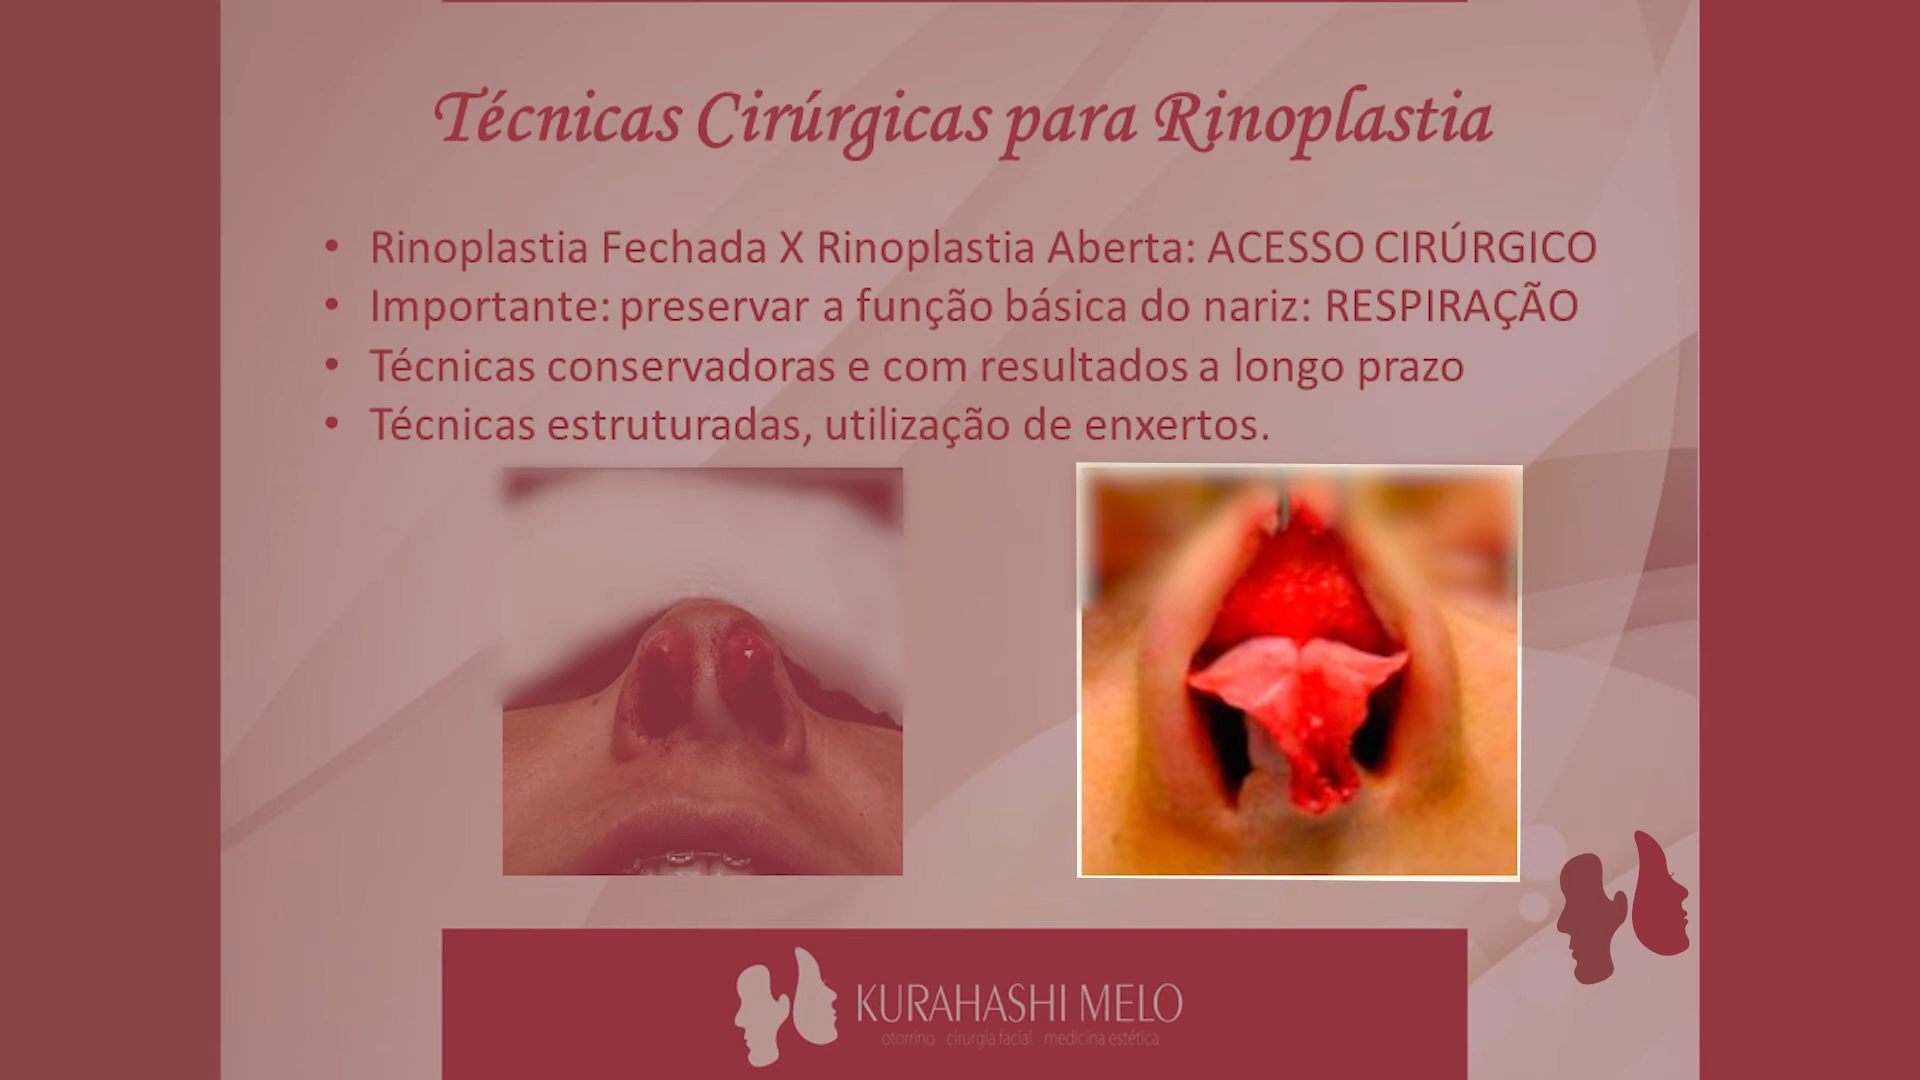 Técnicas Cirúrgicas para Rinoplastia
• Rinoplastia Fechada X Rinoplastia Aberta: ACESSO CIRÚRGICO
• Importante: preservar a função básica do nariz: RESPIRAÇÃO
• Técnicas conservadoras e com resultados a longo prazo
• Técnicas estruturadas, utilização de enxertos.
KURAHASHI MELO
otorrino cirurgia facial medicina estética